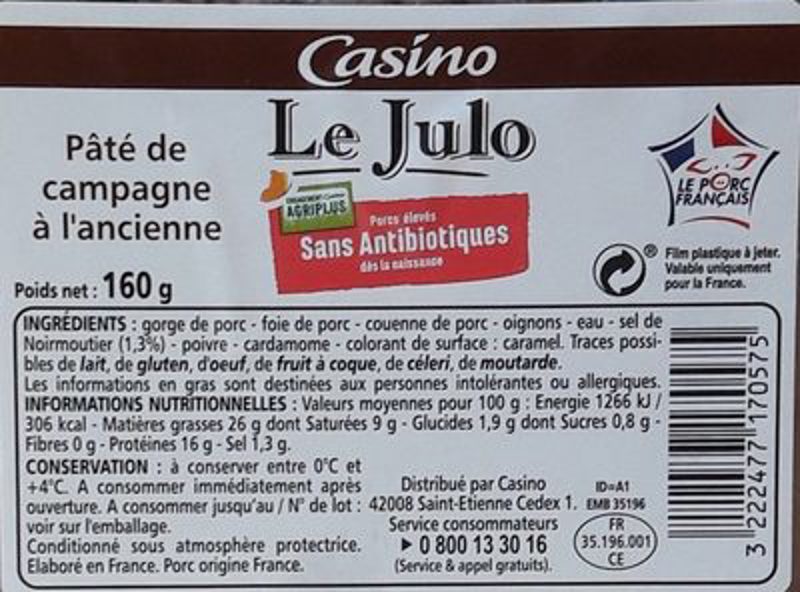 Casino
Le Julo
Pâté de
campagne
à l'ancienne
Poids net : 160 g
AGRIPLUS
Porcs élevés
Sans Antibiotiques
dès la naissance
LE PORC
FRANÇAIS
®
Film plastique à jeter.
Valable uniquement
pour la France.
INGRÉDIENTS : gorge de porc - foie de porc - couenne de porc - oignons - eau - sel de
Noirmoutier (1,3%) - poivre - cardamome - colorant de surface : caramel. Traces possi-
bles de lait, de gluten, d'oeuf, de fruit à coque, de céleri, de moutarde.
Les informations en gras sont destinées aux personnes intolérantes ou allergiques.
INFORMATIONS NUTRITIONNELLES : Valeurs moyennes pour 100 g : Energie 1266 kJ /
306 kcal - Matières grasses 26 g dont Saturées 9 g - Glucides 1,9 g dont Sucres 0,8 g -
Fibres 0 g - Protéines 16 g - Sel 1,3 g.
CONSERVATION : à conserver entre 0°C et
+4°C. A consommer immédiatement après
ouverture. A consommer jusqu'au / N° de lot :
voir sur l'emballage.
Conditionné sous atmosphère protectrice.
Elaboré en France. Porc origine France.
Distribué par Casino
42008 Saint-Etienne Cedex 1.
Service consommateurs
0 800 13 30 16
(Service & appel gratuits).
ID=A1
EMB 35196
FR
35.196.001
CE
3 222477 170575